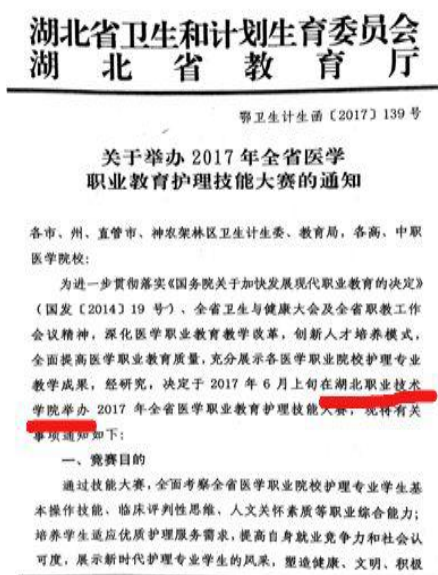 湖北省卫生和计划生育委员会
湖北省教育厅
鄂卫生计生函〔2017〕139号
关于举办2017年全省医学
职业教育护理技能大赛的通知
各市、州、直管市、神农架林区卫生计生委、教育局，各高、中职
医学院校：
为进一步贯彻落实《国务院关于加快发展现代职业教育的决定》
（国发〔2014〕19号）、全省卫生与健康大会及全省职教工作
会议精神，深化医学职业教育教学改革，创新人才培养模式，
全面提高医学职业教育质量，充分展示各医学职业院校护理专业
教学成果，经研究，决定于2017年6月上旬在湖北职业技术
学院举办2017年全省医学职业教育护理技能大赛，现将有关
事项通知如下：
一、竞赛目的
通过技能大赛，全面考察全省医学职业院校护理专业学生基
本操作技能、临床评判性思维、人文关怀素质等职业综合能力；
培养学生适应优质护理服务需求，提高自身就业竞争力和社会认
可度，展示新时代护理专业学生的风采，塑造健康、文明、积极